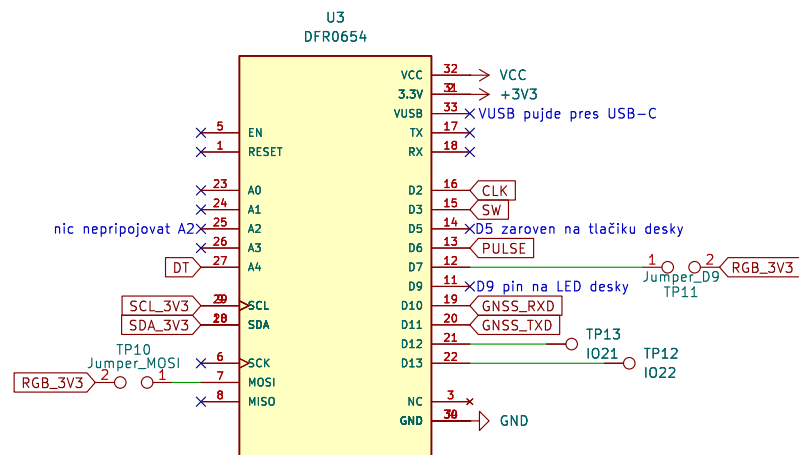 U3
DFR0654
32 VCC VCC
3.3V +3V3
33 VUSB VUSB pujde pres USB-C
5 EN TX 17
1 RESET RX 18
23 A0 D2 16 CLK
24 A1 D3 15 SW
nic nepripojovat A2 25 A2 D5 14 D5 zaroven na tlačiku desky
26 A3 D6 13 PULSE
DT 27 A4 D7 12 1 2 RGB_3V3
Jumper_D9
TP11
D9 11 D9 pin na LED desky
SCL_3V3 SCL D10 19 GNSS_RXD
SDA_3V3 SDA D11 20 GNSS_TXD
D12 21 TP13
IO21
TP10
Jumper_MOSI
6 SCK D13 22 TP12
IO22
RGB_3V3 2 1 7 MOSI
8 MISO NC 3
GND GND